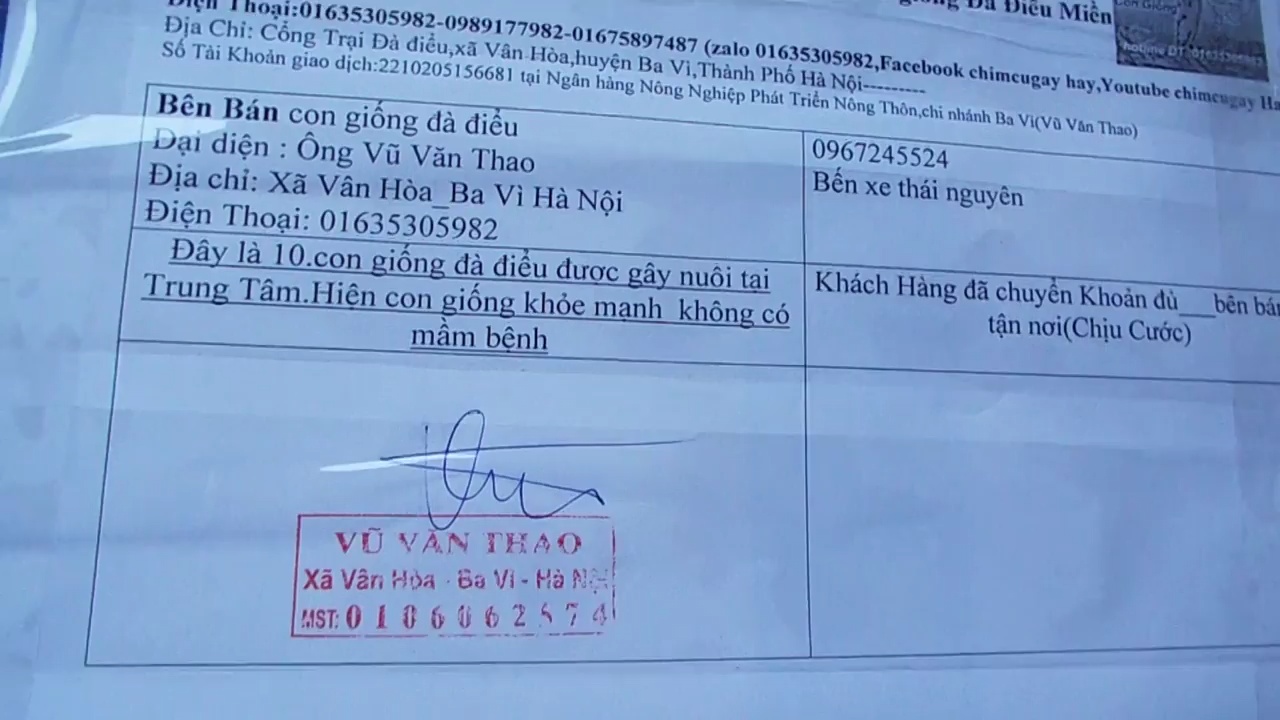 Điện Thoại:01635305982-0989177982-01675897487 (zalo 01635305982,Facebook chimcugay hay,Youtube chimcugay Ha
Địa Chỉ: Cổng Trại Đà điểu,xã Vân Hòa,huyện Ba Vì,Thành Phố Hà Nội---------
Số Tài Khoản giao dịch:2210205156681 tại Ngân hàng Nông Nghiệp Phát Triển Nông Thôn,chi nhánh Ba Vì(Vũ Văn Thao)
Đà Điểu Miền
Bên Bán con giống đà điểu
Đại diện : Ông Vũ Văn Thao
Địa chỉ: Xã Vân Hòa_Ba Vì Hà Nội
Điện Thoại: 01635305982
0967245524
Bến xe thái nguyên
Đây là 10.con giống đà điểu được gây nuôi tại
Trung Tâm.Hiện con giống khỏe mạnh không có
mầm bệnh
Khách Hàng đã chuyển Khoản đủ___bên bán
tận nơi(Chịu Cước)
VŨ VĂN THAO
Xã Vân Hòa - Ba Vì - Hà Nội
MST: 0106062574